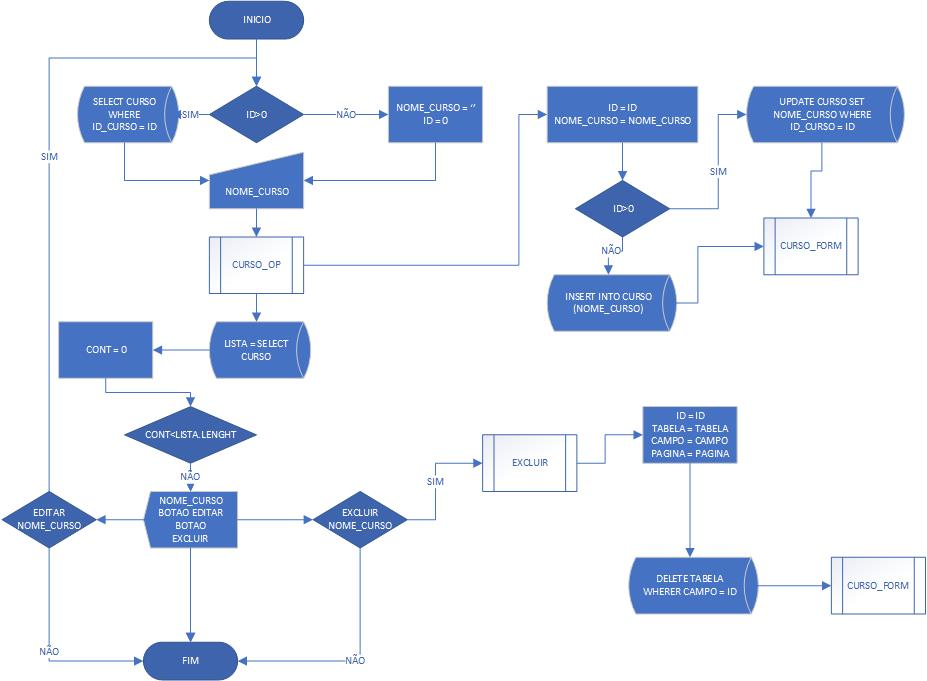 INICIO
SELECT CURSO
WHERE
ID_CURSO = ID
SIM
ID>0
NÃO
NOME_CURSO = ‘’
ID = 0
ID = ID
NOME_CURSO = NOME_CURSO
UPDATE CURSO SET
NOME_CURSO WHERE
ID_CURSO = ID
SIM
NOME_CURSO
SIM
ID>0
NÃO
CURSO_FORM
CURSO_OP
INSERT INTO CURSO
(NOME_CURSO)
CONT = 0
LISTA = SELECT
CURSO
CONT<LISTA.LENGHT
NÃO
ID = ID
TABELA = TABELA
CAMPO = CAMPO
PAGINA = PAGINA
EXCLUIR
SIM
EDITAR
NOME_CURSO
NOME_CURSO
BOTAO EDITAR
BOTAO
EXCLUIR
EXCLUIR
NOME_CURSO
DELETE TABELA
WHERER CAMPO = ID
CURSO_FORM
NÃO
FIM
NÃO